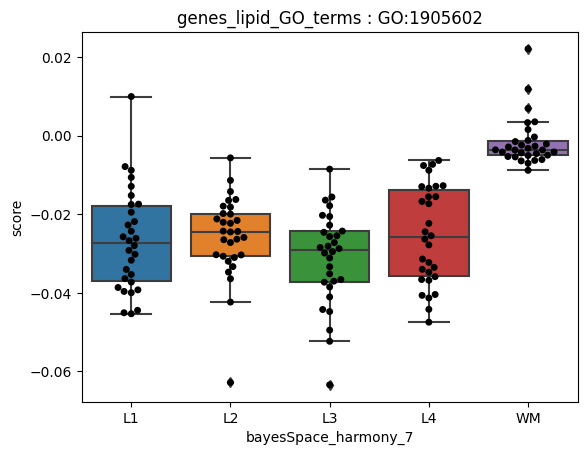 genes_lipid_GO_terms : GO:1905602
0.02
0.00
−0.02
−0.04
−0.06
score
L1 L2 L3 L4 WM
bayesSpace_harmony_7